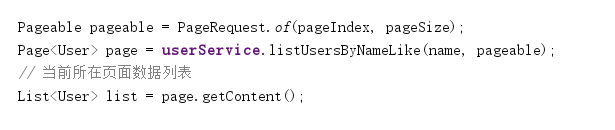 Pageable pageable = PageRequest.of(pageIndex, pageSize);
Page<User> page = userService.listUsersByNameLike(name, pageable);
// 当前所在页面数据列表
List<User> list = page.getContent();